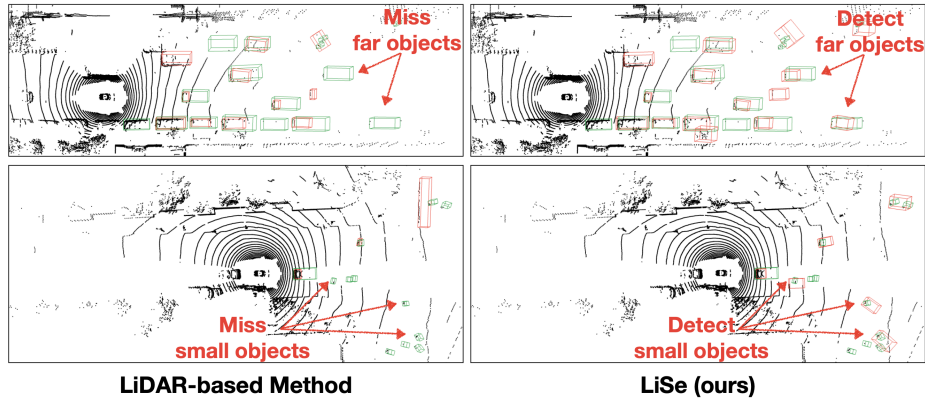 Miss
far objects
Detect
far objects
Miss
small objects
Detect
small objects
LiDAR-based Method
LiSe (ours)